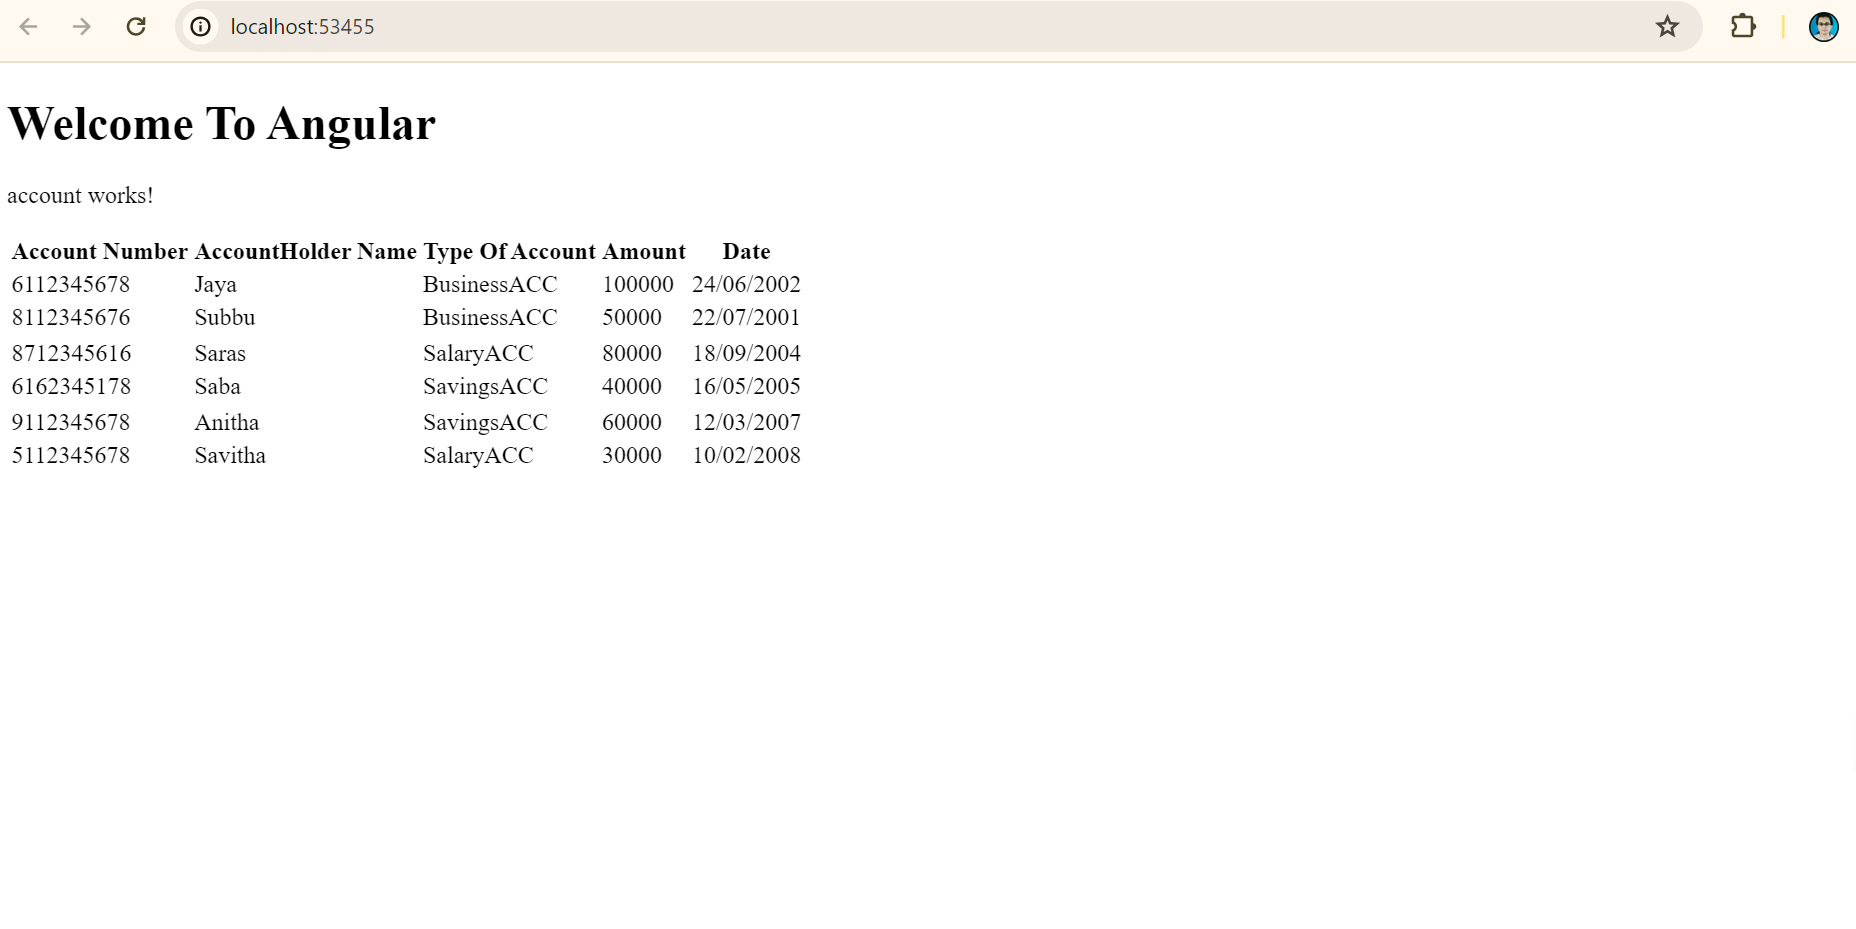 localhost:53455
Welcome To Angular
account works!
Account Number AccountHolder Name Type Of Account Amount Date
6112345678 Jaya BusinessACC 100000 24/06/2002
8112345676 Subbu BusinessACC 50000 22/07/2001
8712345616 Saras SalaryACC 80000 18/09/2004
6162345178 Saba SavingsACC 40000 16/05/2005
9112345678 Anitha SavingsACC 60000 12/03/2007
5112345678 Savitha SalaryACC 30000 10/02/2008